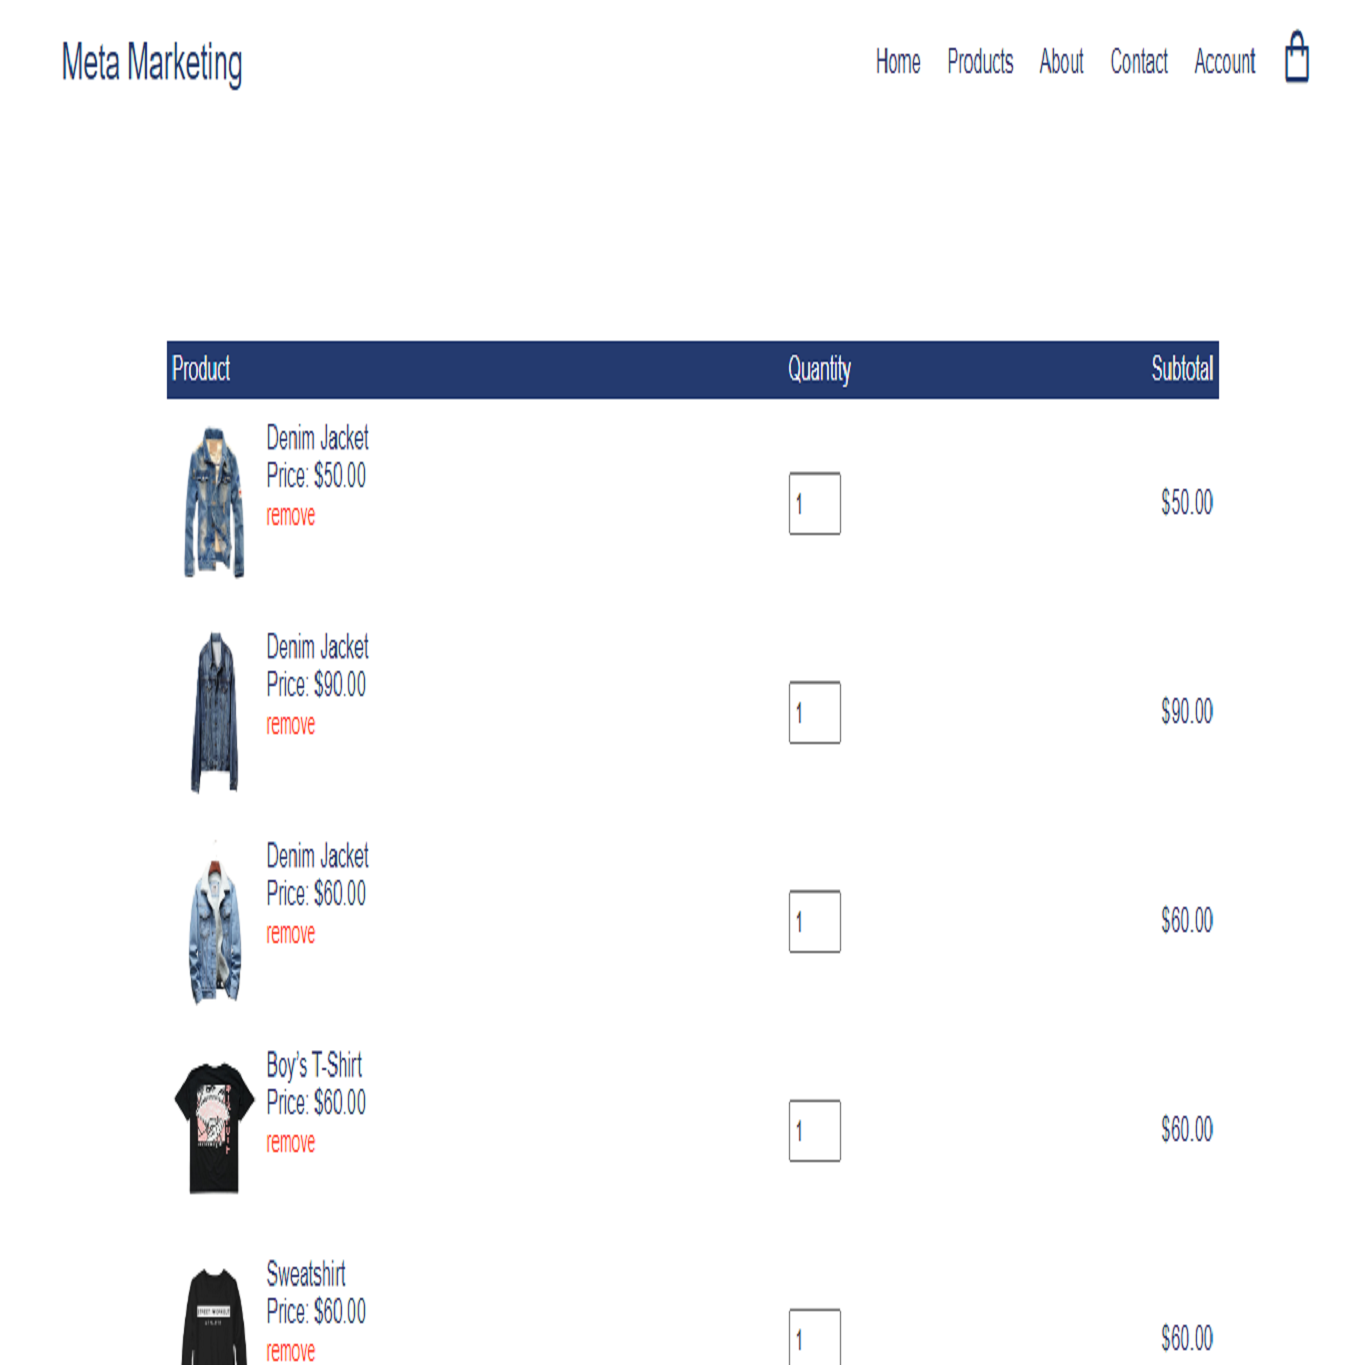 Meta Marketing
Home Products About Contact Account
Product Quantity Subtotal
Denim Jacket
Price: $50.00
remove
1
$50.00
Denim Jacket
Price: $90.00
remove
1
$90.00
Denim Jacket
Price: $60.00
remove
1
$60.00
Boy’s T-Shirt
Price: $60.00
remove
1
$60.00
Sweatshirt
Price: $60.00
remove
1
$60.00